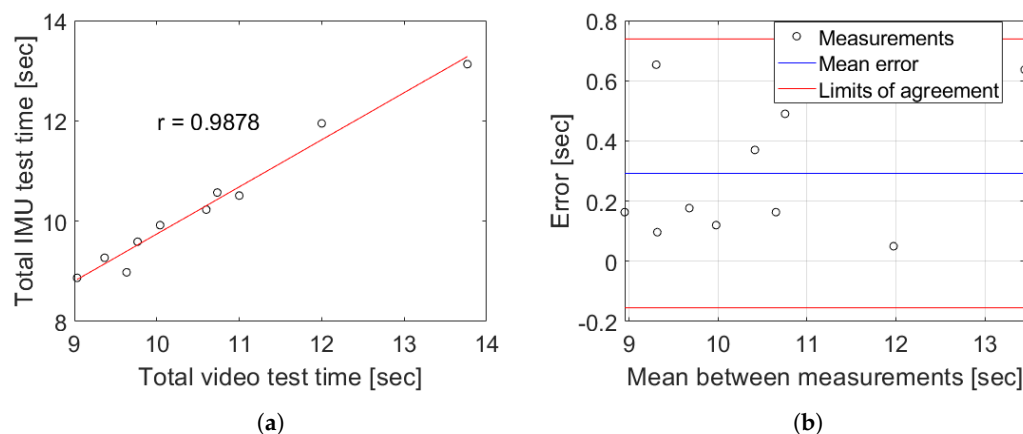 14
12
10
8
Total IMU test time [sec]
r = 0.9878
9 10 11 12 13 14
Total video test time [sec]
(a)
0.8
0.6
0.4
0.2
0
-0.2
Error [sec]
Measurements
Mean error
Limits of agreement
9 10 11 12 13
Mean between measurements [sec]
(b)